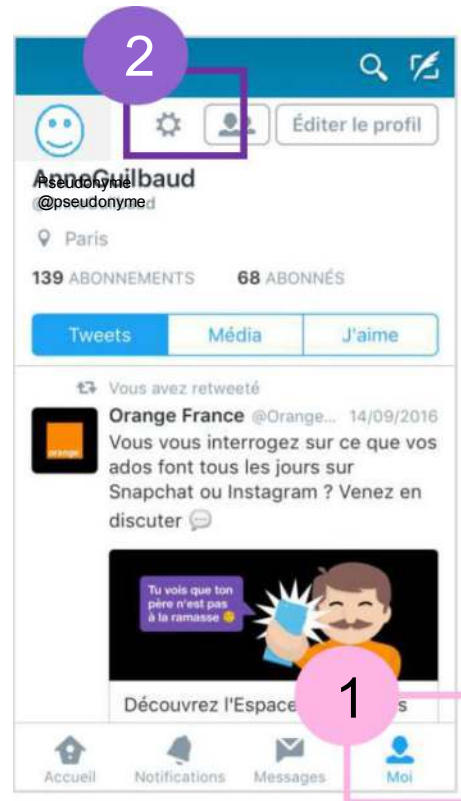 2
Éditer le profil
Pseudonyme
@pseudonyme
Paris
139 ABONNEMENTS 68 ABONNÉS
Tweets Média J'aime
Vous avez retweeté
Orange France @Orange... 14/09/2016
Vous vous interrogez sur ce que vos
ados font tous les jours sur
Snapchat ou Instagram ? Venez en
discuter
orange
Tu vois que ton
père n'est pas
à la ramasse
Découvrez l'Espace
1
Accueil Notifications Messages Moi